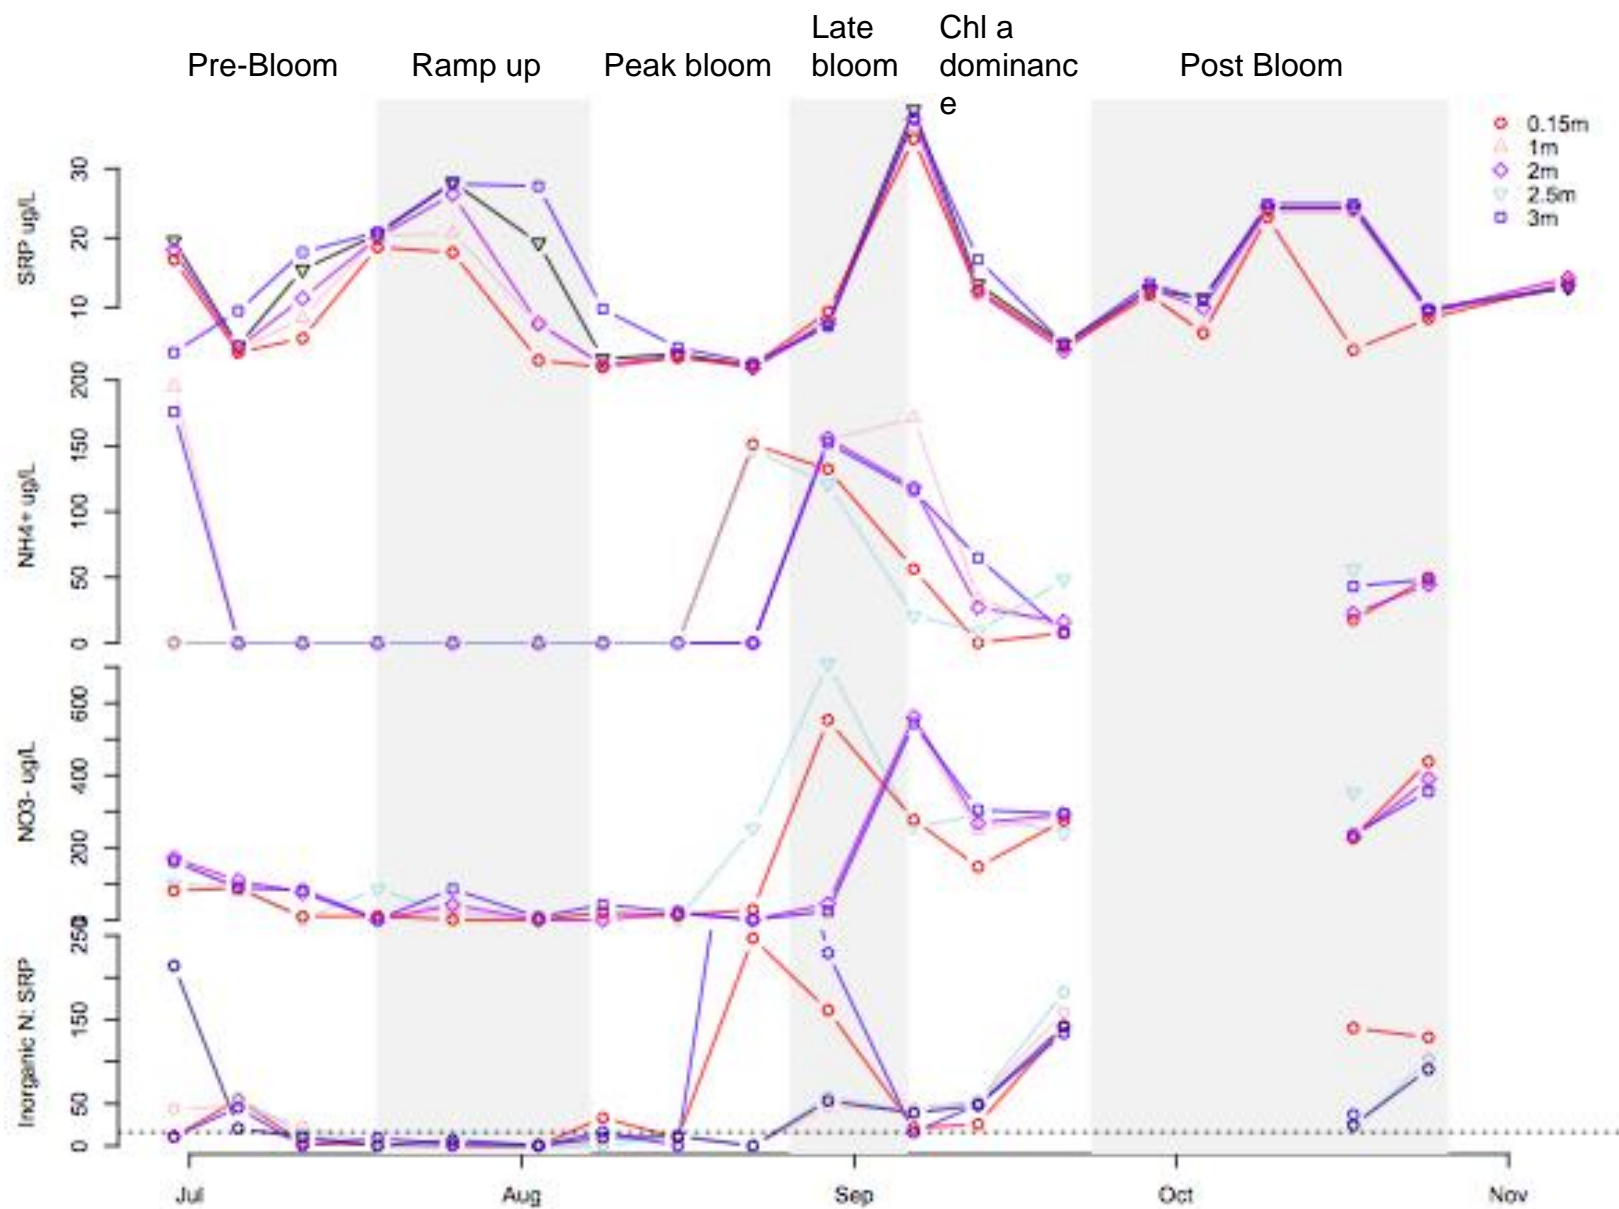 Late
bloom
Chl a
dominanc
e
Pre-Bloom
Ramp up
Peak bloom
Post Bloom
0.15m
1m
2m
2.5m
3m
SRP ug/L
30
20
10
NH4+ ug/L
200
150
100
50
0
NO3- ug/L
600
400
200
0
Inorganic N: SRP
250
150
50
0
Jul
Aug
Sep
Oct
Nov